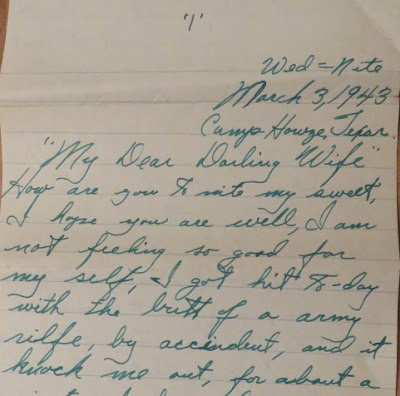 "1"
Wed = Nite
March 3, 1943
Camp Howze, Texas.
"My Dear Darling Wife"
How are you to nite my sweet,
I hope you are well, I am
not feeling so good for
my self, I got hit to-day
with the butt of a army
rilfe, by accindent, and it
knock me out, for about a